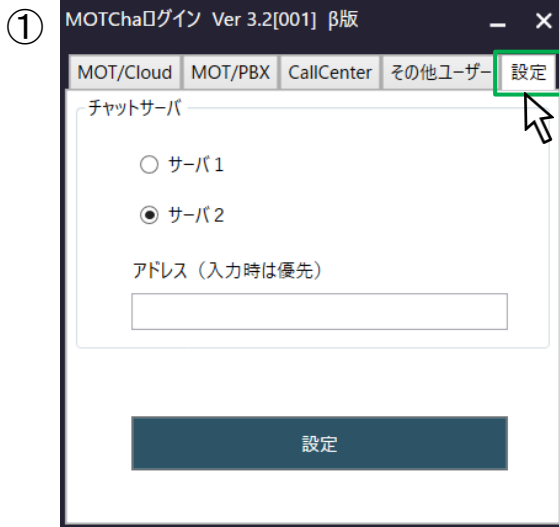 ①
MOTChaログイン Ver 3.2[001] β版
MOT/Cloud MOT/PBX CallCenter その他ユーザー 設定
チャットサーバ
サーバ1
サーバ2
アドレス（入力時は優先）
設定